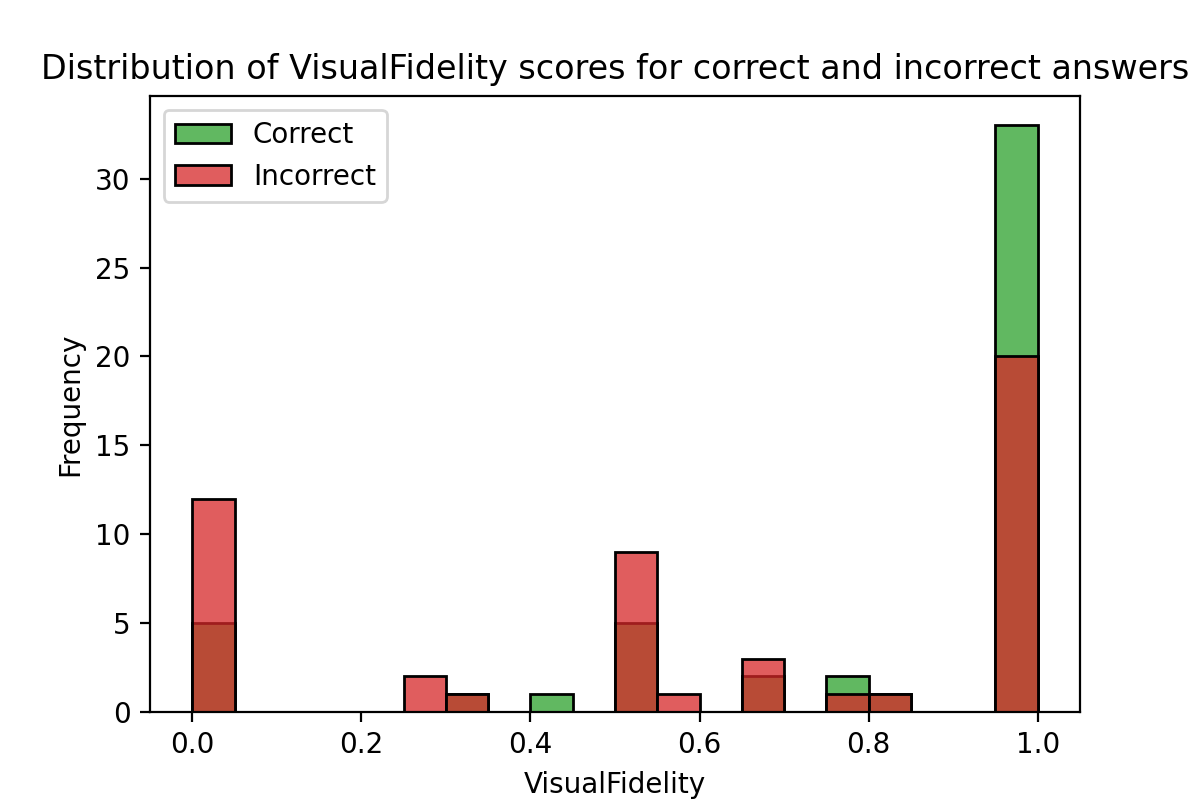 Distribution of VisualFidelity scores for correct and incorrect answers
Correct
Incorrect
30
25
20
15
10
5
0
Frequency
0.0 0.2 0.4 0.6 0.8 1.0
VisualFidelity